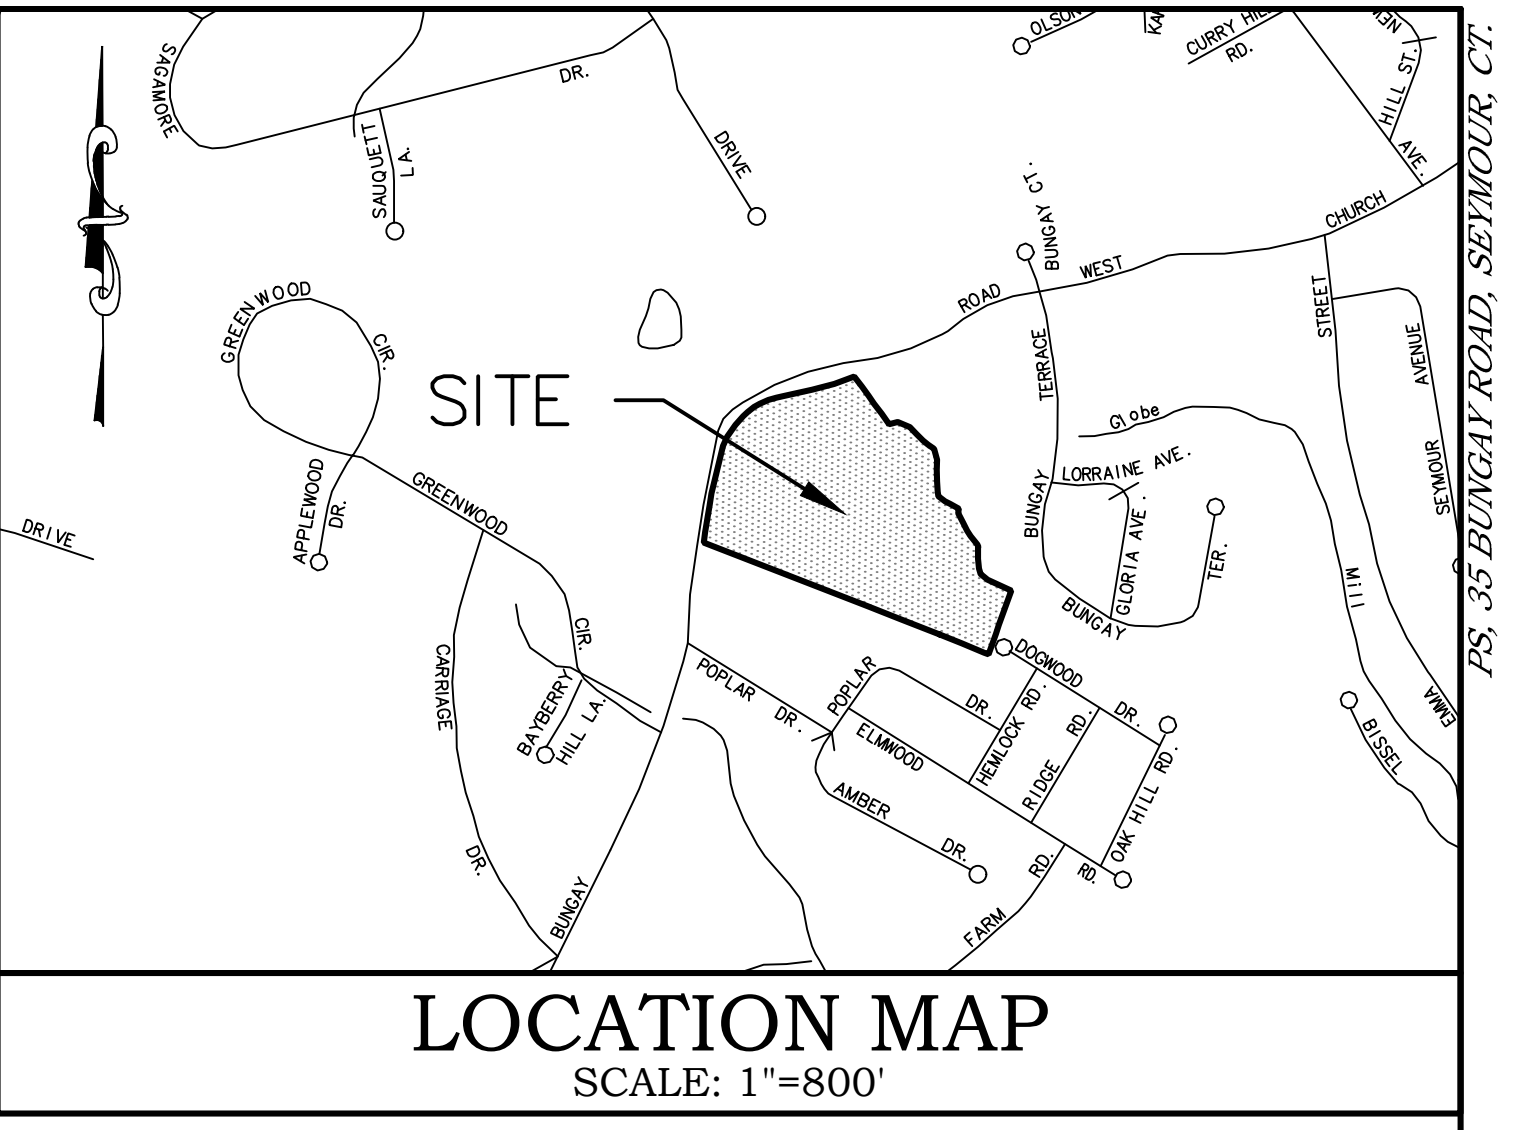 OLSON
CURRY HILL
RD.
HILL ST.
AVE.
CHURCH
SAGAMORE
DR.
SAUQUETT
LA.
DRIVE
BUNGAY CT.
WEST
ROAD
TERRACE
STREET
AVENUE
SEYMOUR
GREENWOOD
CIR.
SITE
Globe
LORRAINE AVE.
BUNGAY
GLORIA AVE.
TER.
BUNGAY
APPLEWOOD
DR.
GREENWOOD
DRIVE
CIR.
CARRIAGE
DR.
BAYBERRY
HILL LA.
POPLAR
DR.
POPLAR
DR.
DOGWOOD
DR.
HEMLOCK RD.
RIDGE RD.
OAK HILL RD.
ELMWOOD
RD.
AMBER
DR.
FARM RD.
BUNGAY
Mill
EMMA
BISSEL
LOCATION MAP
SCALE: 1"=800'
PS, 35 BUNGAY ROAD, SEYMOUR, CT.